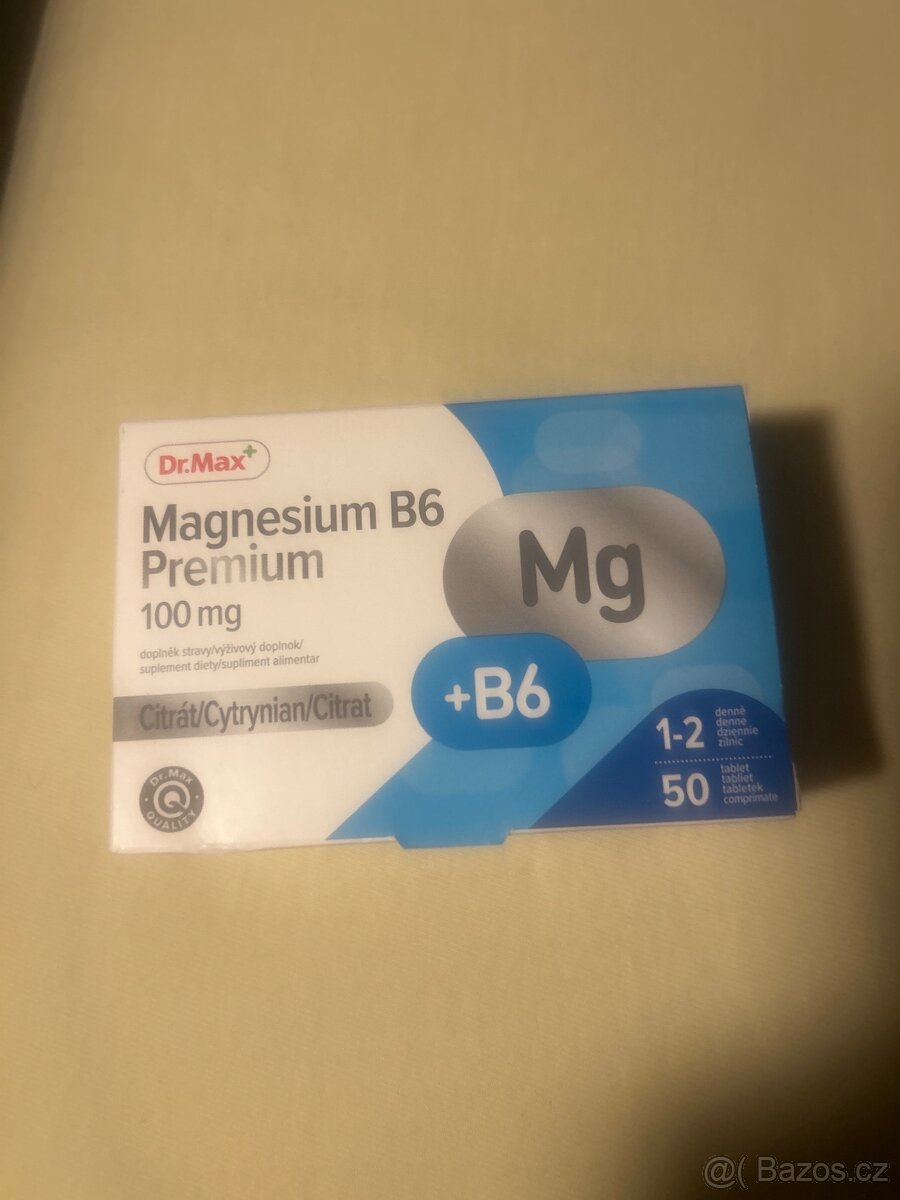 Dr.Max+
Magnesium B6
Premium
100 mg
doplněk stravy/výživový doplnok/
suplement diety/supliment alimentar
Citrát/Cytrynian/Citrat
Dr.Max
Q
QUALITY
Mg
+B6
1-2
denně
denne
dziennie
zilnic
50
tablet
tabliet
tabletek
comprimate
@( Bazos.cz